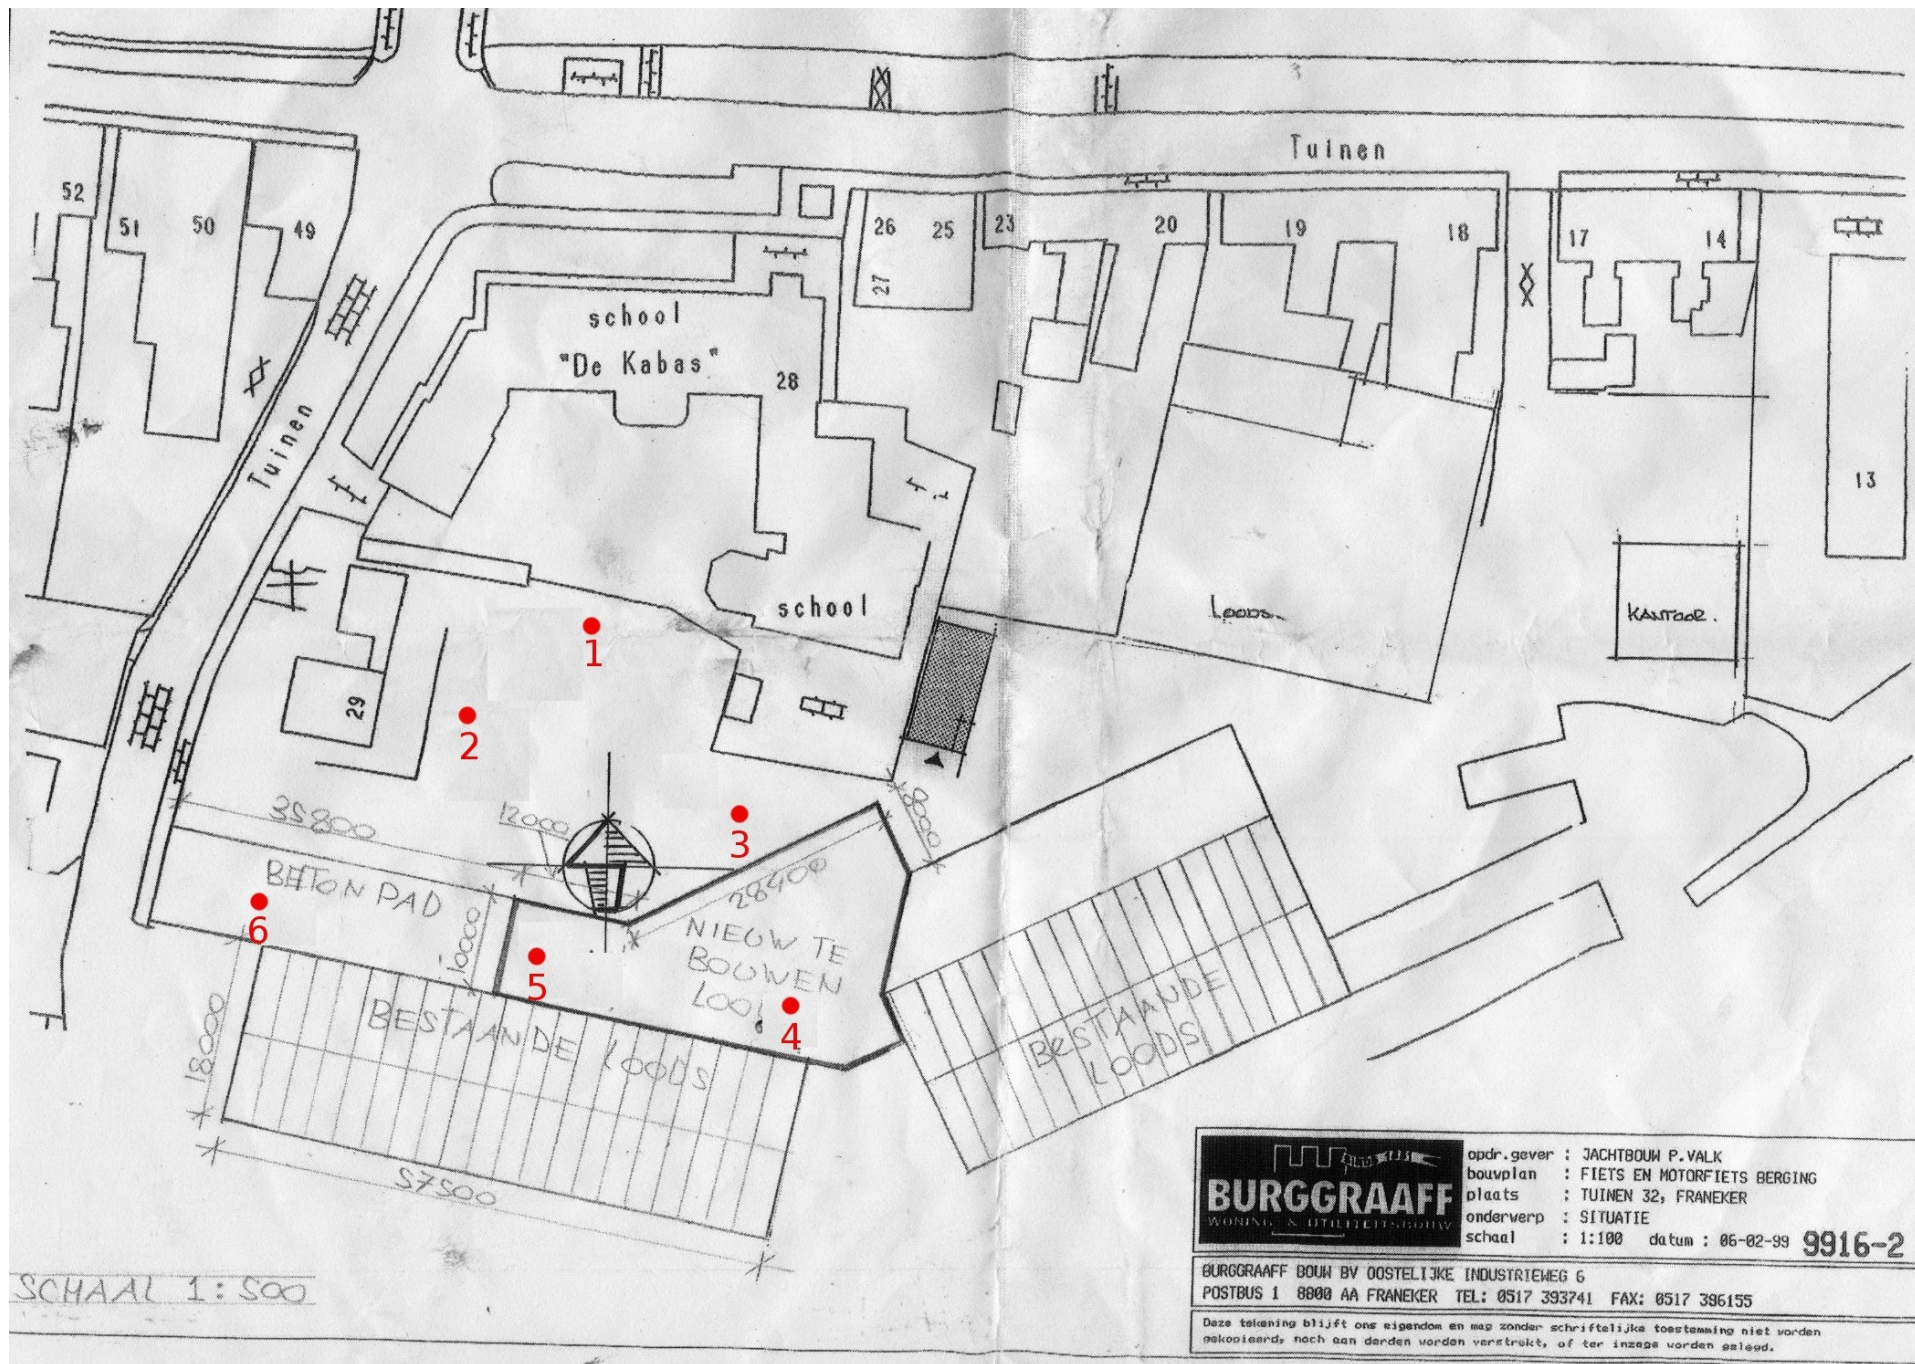 Tuinen
52
51
50
49
26
25
23
20
19
18
17
14
27
school
"De Kabas"
28
Tuinen
13
school
Loods.
KANTOOR.
1
29
2
35800
12000
3
8000
28400
BETON PAD
6
10000
5
NIEUW TE
BOUWEN
4
18000
BESTAANDE LOODS
BESTAANDE
LOODS
57500
SCHAAL 1:500
BURGGRAAFF
WONING & UTILITEITSBOUW
opdr.gever : JACHTBOUW P.VALK
bouwplan : FIETS EN MOTORFIETS BERGING
plaats : TUINEN 32, FRANEKER
onderwerp : SITUATIE
schaal : 1:100 datum : 06-02-99 9916-2
BURGGRAAFF BOUW BV OOSTELIJKE INDUSTRIEWEG 6
POSTBUS 1 8800 AA FRANEKER TEL: 0517 393741 FAX: 0517 396155
Deze tekening blijft ons eigendom en mag zonder schriftelijke toestemming niet worden
gekopieerd, noch aan derden worden verstrekt, of ter inzage worden gelegd.